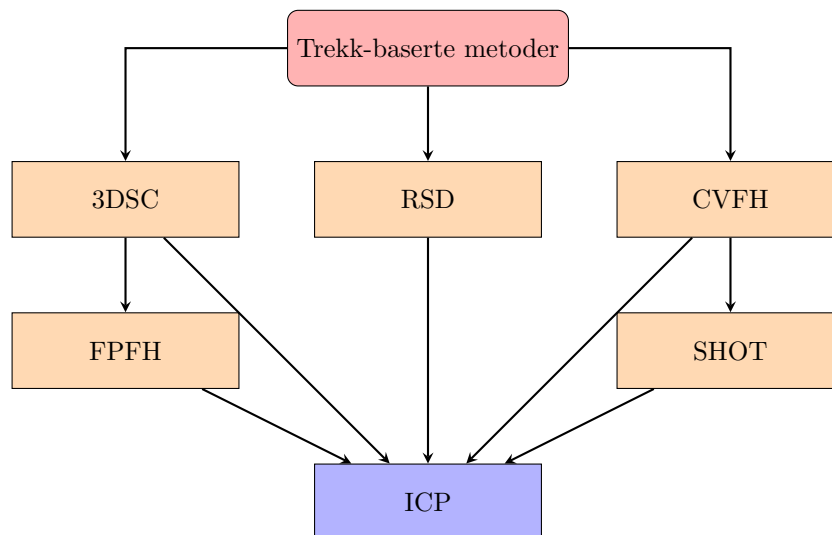 Trekk-baserte metoder
3DSC
RSD
CVFH
FPFH
SHOT
ICP